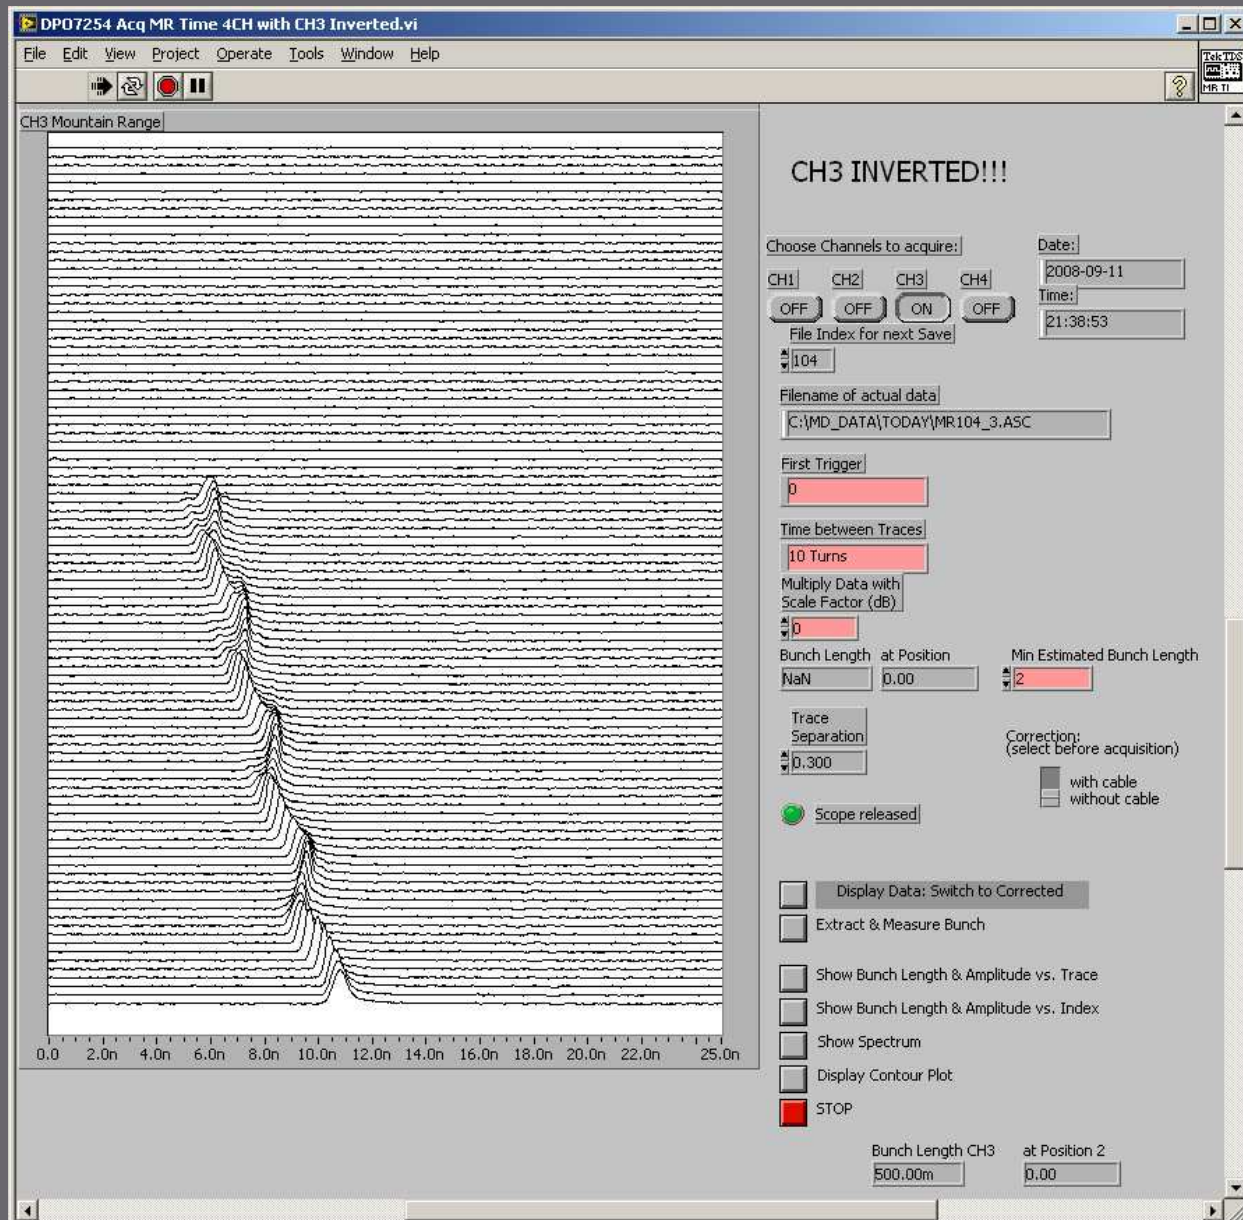 DPO7254 Acq MR Time 4CH with CH3 Inverted.vi
File Edit View Project Operate Tools Window Help
TekTDS
MR TI
CH3 Mountain Range
0.0 2.0n 4.0n 6.0n 8.0n 10.0n 12.0n 14.0n 16.0n 18.0n 20.0n 22.0n 25.0n
CH3 INVERTED!!!
Choose Channels to acquire:
CH1 CH2 CH3 CH4
OFF OFF ON OFF
Date:
2008-09-11
Time:
21:38:53
File Index for next Save
104
Filename of actual data
C:\MD_DATA\TODAY\MR104_3.ASC
First Trigger
0
Time between Traces
10 Turns
Multiply Data with
Scale Factor (dB)
0
Bunch Length at Position Min Estimated Bunch Length
NaN 0.00 2
Trace
Separation
0.300
Correction:
(select before acquisition)
with cable
without cable
Scope released
Display Data: Switch to Corrected
Extract & Measure Bunch
Show Bunch Length & Amplitude vs. Trace
Show Bunch Length & Amplitude vs. Index
Show Spectrum
Display Contour Plot
STOP
Bunch Length CH3 at Position 2
500.00m 0.00